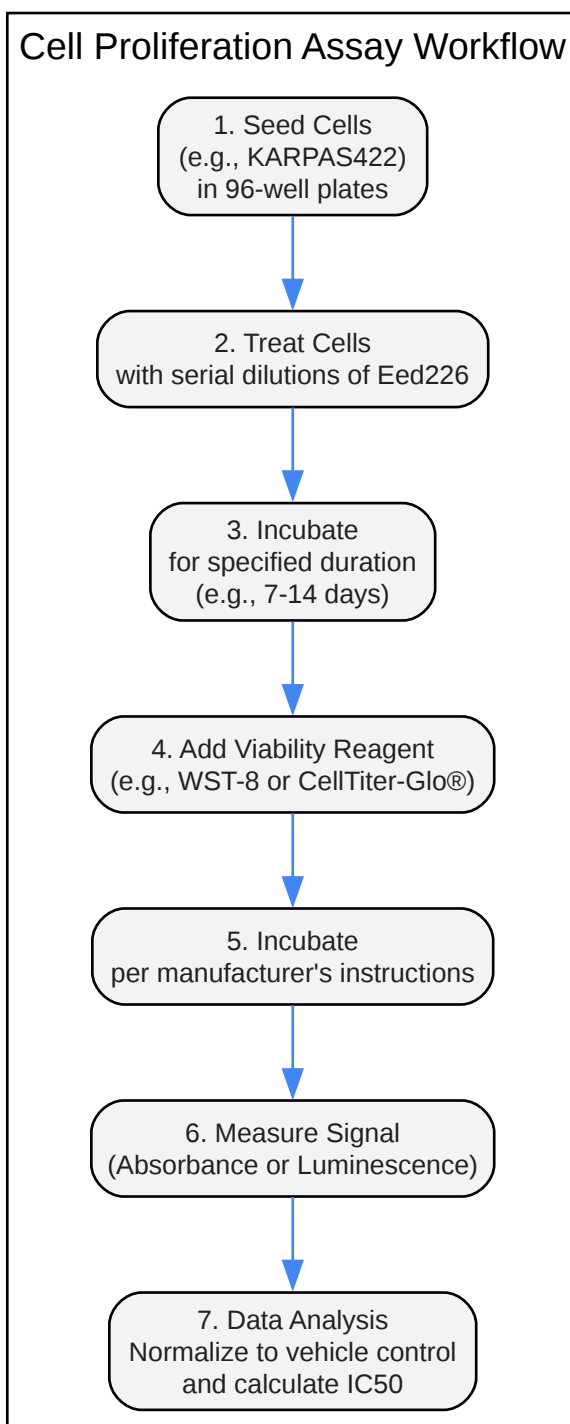 Cell Proliferation Assay Workflow
1. Seed Cells
(e.g., KARPAS422)
in 96-well plates
2. Treat Cells
with serial dilutions of Eed226
3. Incubate
for specified duration
(e.g., 7-14 days)
4. Add Viability Reagent
(e.g., WST-8 or CellTiter-Glo®)
5. Incubate
per manufacturer's instructions
6. Measure Signal
(Absorbance or Luminescence)
7. Data Analysis
Normalize to vehicle control
and calculate IC50